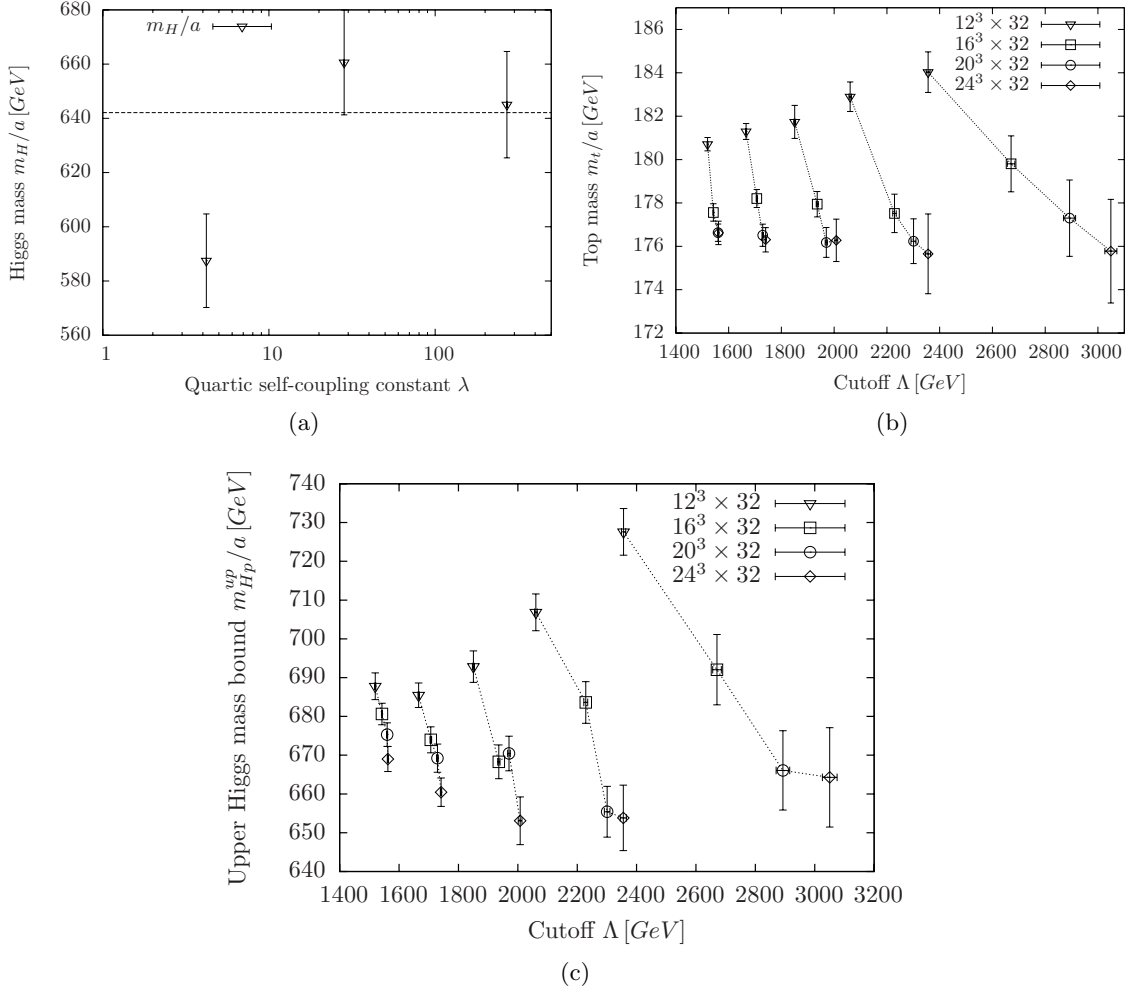 680
660
640
620
600
580
560
1
10
100
Higgs mass m_H/a [GeV]
m_H/a
Quartic self-coupling constant λ
(a)
186
184
182
180
178
176
174
172
1400 1600 1800 2000 2200 2400 2600 2800 3000
Top mass m_t/a [GeV]
12^3 × 32
16^3 × 32
20^3 × 32
24^3 × 32
Cutoff Λ [GeV]
(b)
740
730
720
710
700
690
680
670
660
650
640
1400 1600 1800 2000 2200 2400 2600 2800 3000 3200
Upper Higgs mass bound m_{Hp}^{up}/a [GeV]
12^3 × 32
16^3 × 32
20^3 × 32
24^3 × 32
Cutoff Λ [GeV]
(c)